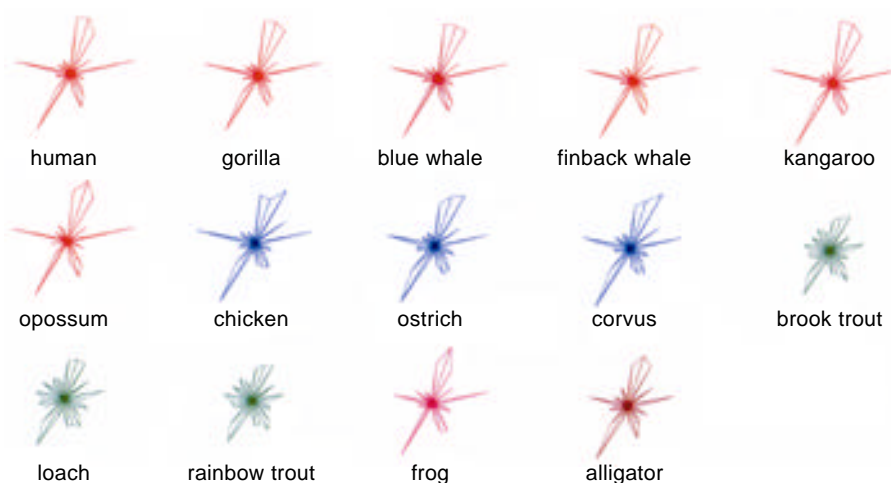 human gorilla blue whale finback whale kangaroo
opossum chicken ostrich corvus brook trout
loach rainbow trout frog alligator